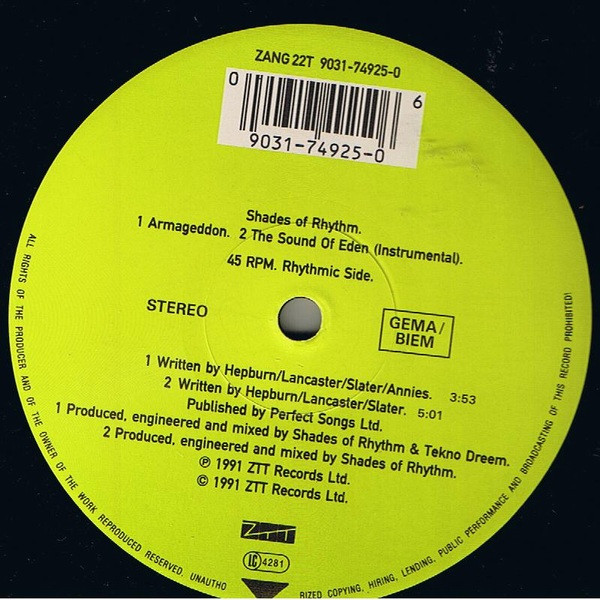 ZANG 22T 9031-74925-0
0 6
9031-74925-0
Shades of Rhythm.
1 Armageddon. 2 The Sound Of Eden (Instrumental).
45 RPM. Rhythmic Side.
STEREO
GEMA/
BIEM
1 Written by Hepburn/Lancaster/Slater/Annies. 3:53
2 Written by Hepburn/Lancaster/Slater. 5:01
Published by Perfect Songs Ltd.
1 Produced, engineered and mixed by Shades of Rhythm & Tekno Dreem.
2 Produced, engineered and mixed by Shades of Rhythm.
℗ 1991 ZTT Records Ltd.
© 1991 ZTT Records Ltd.
ZTT
LC 4281
ALL RIGHTS OF THE PRODUCER AND OF THE OWNER OF THE WORK REPRODUCED RESERVED. UNAUTHO
RIZED COPYING, HIRING, LENDING, PUBLIC PERFORMANCE AND BROADCASTING OF THIS RECORD PROHIBITED!